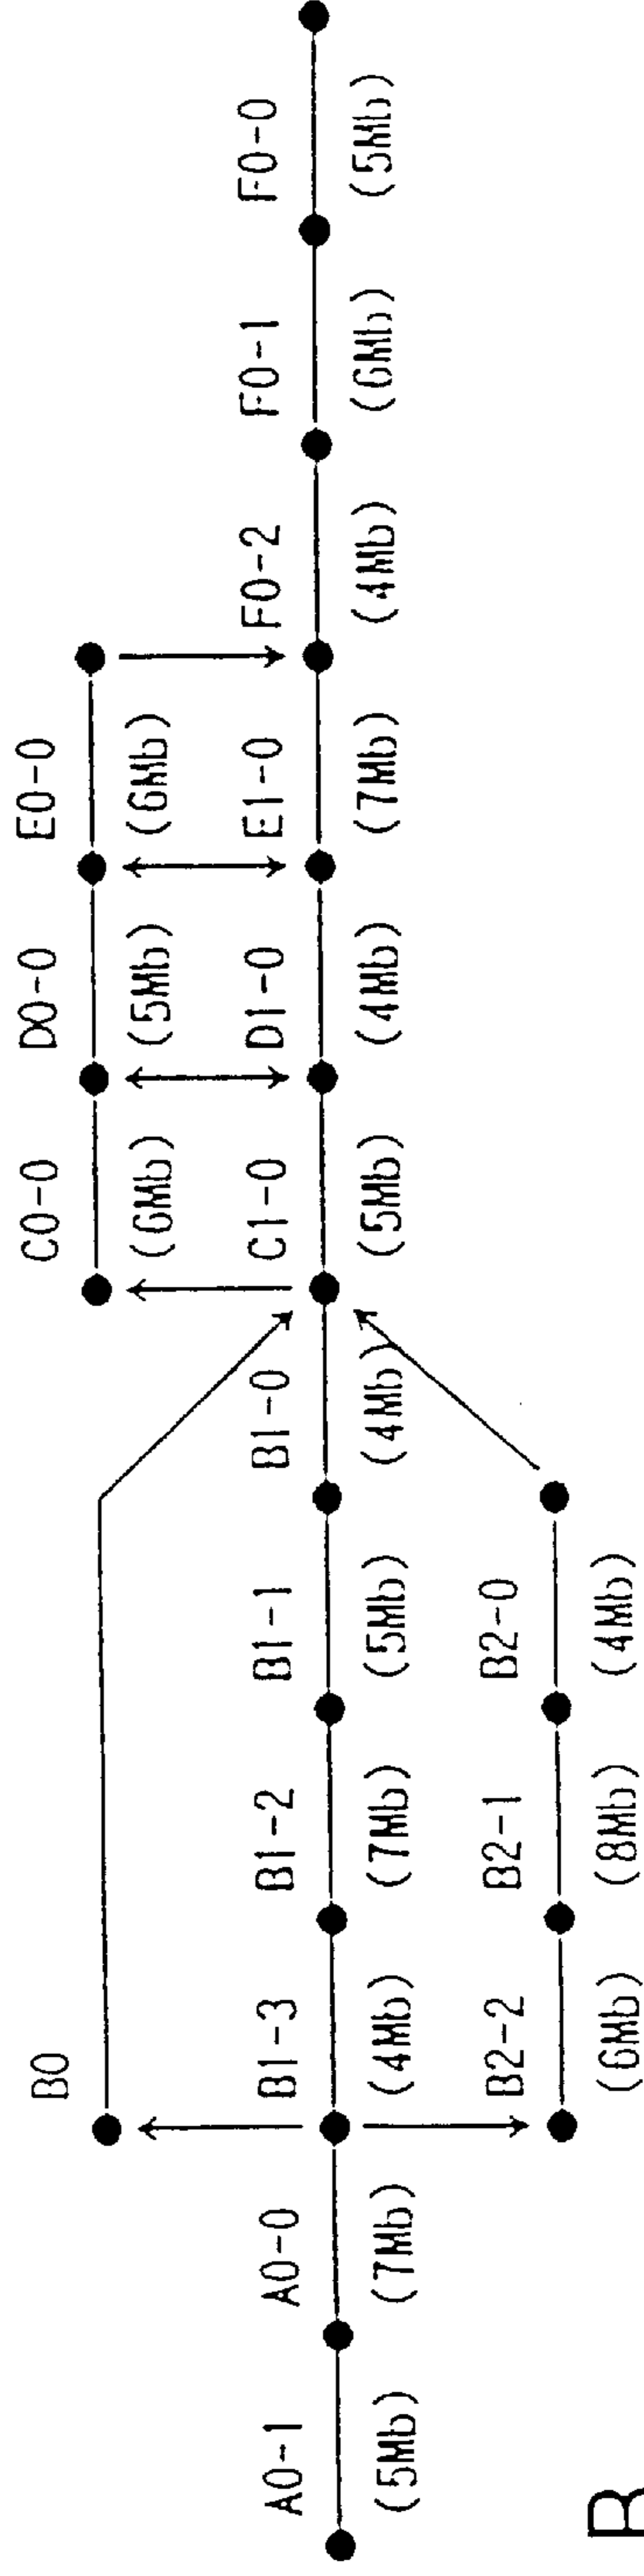 C0-0 D0-0 E0-0
(6Mb) (5Mb) (6Mb)
B0
A0-1 A0-0 B1-3 B1-2 B1-1 B1-0 C1-0 D1-0 E1-0 F0-2 F0-1 F0-0
(5Mb) (7Mb) (4Mb) (7Mb) (5Mb) (4Mb) (5Mb) (4Mb) (7Mb) (4Mb) (6Mb) (5Mb)
B2-2 B2-1 B2-0
(6Mb) (8Mb) (4Mb)
B